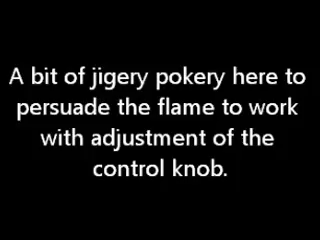 A bit of jigery pokery here to
persuade the flame to work
with adjustment of the
control knob.